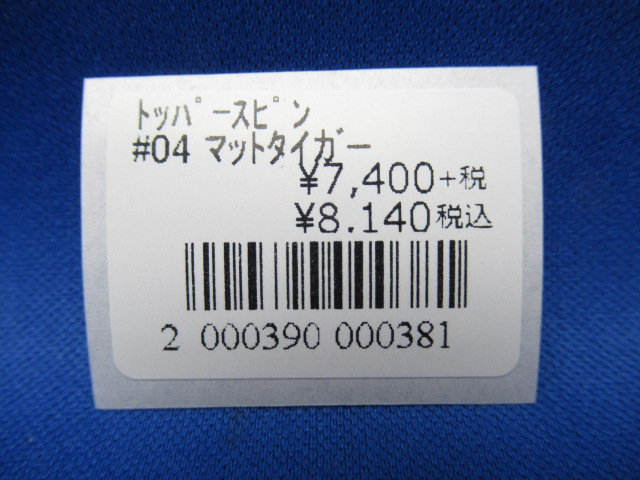 ﾄｯﾊﾟｰｽﾋﾟﾝ
#04 マットタイガー
¥7,400+税
¥8.140税込
2 000390 000381